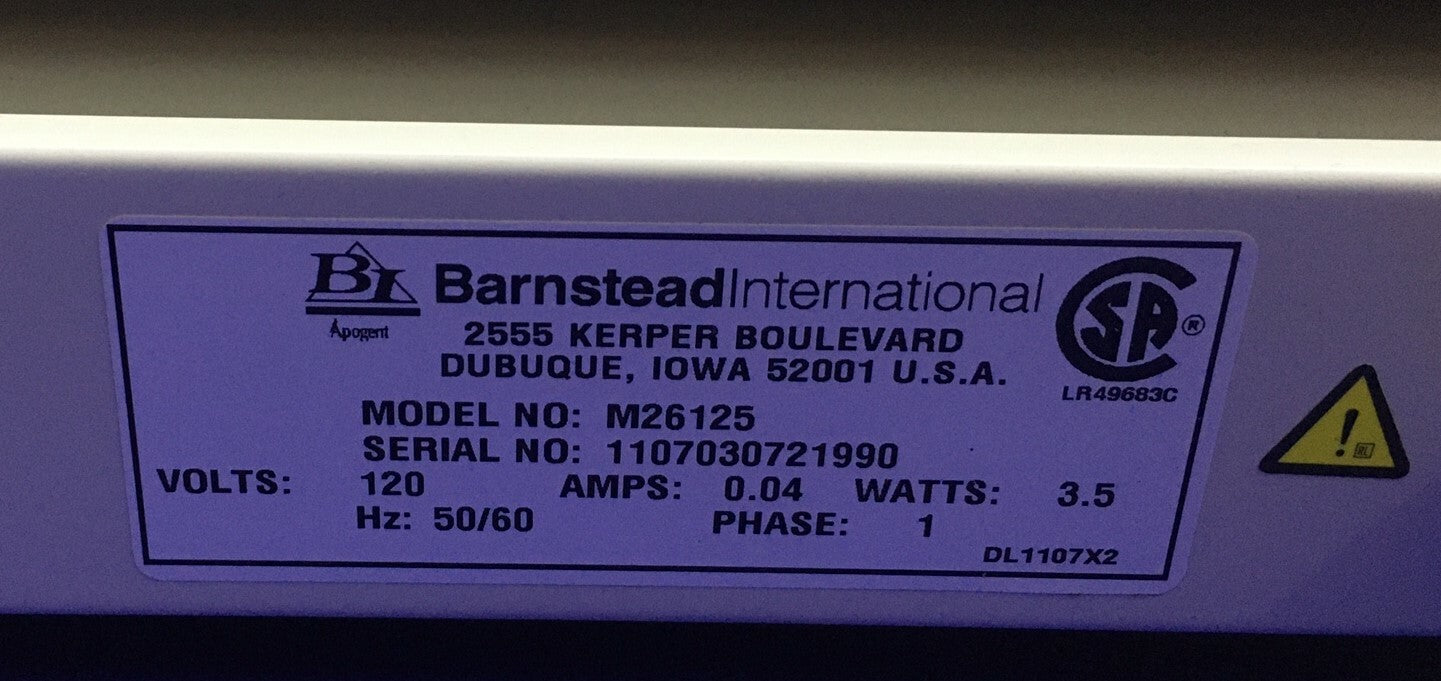 BI BarnsteadInternational
Apogent
2555 KERPER BOULEVARD
DUBUQUE, IOWA 52001 U.S.A.
SA ®
LR49683C
MODEL NO: M26125
SERIAL NO: 1107030721990
VOLTS: 120 AMPS: 0.04 WATTS: 3.5
Hz: 50/60 PHASE: 1
DL1107X2
!